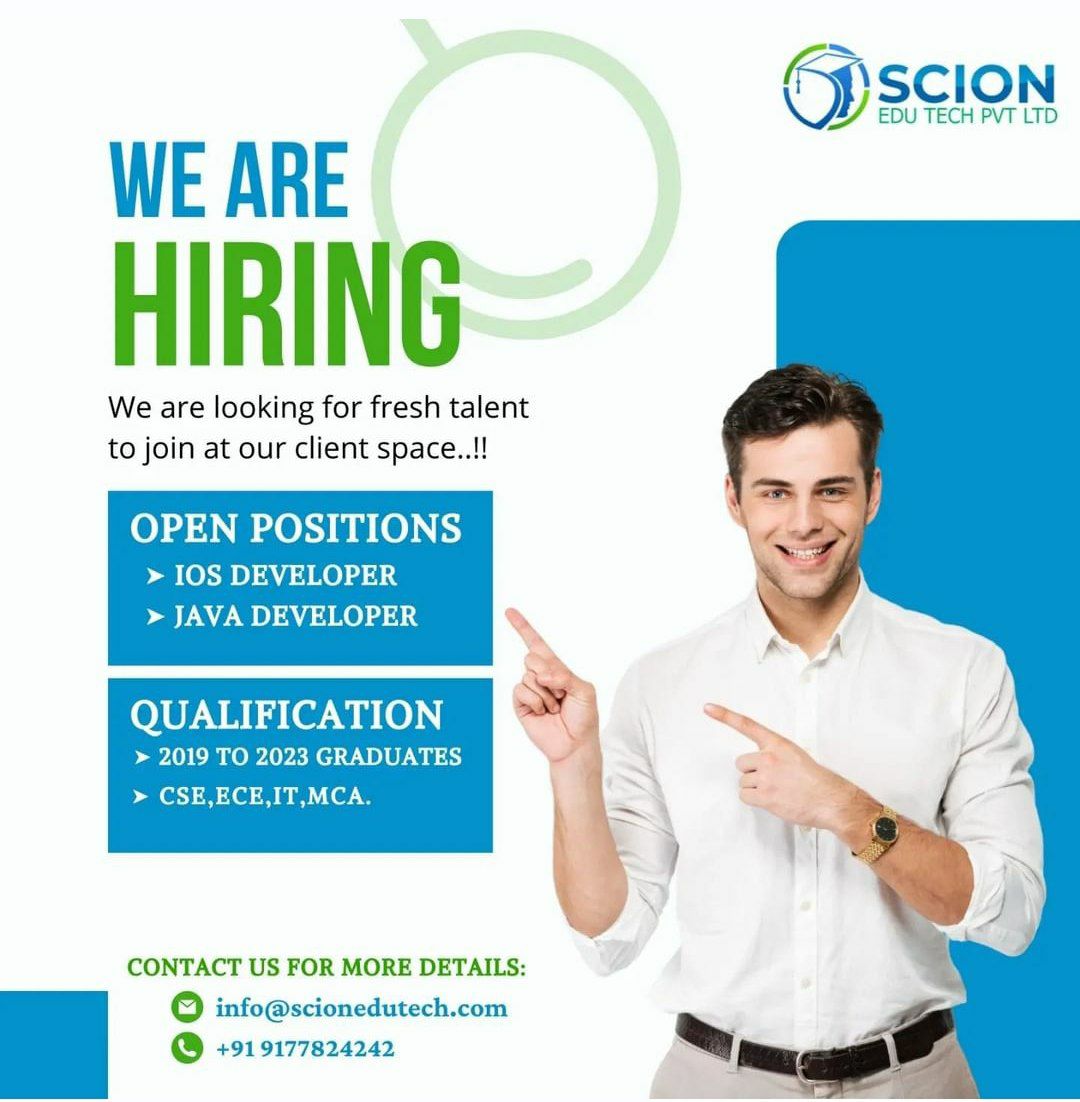 SCION
EDU TECH PVT LTD
WE ARE
HIRING
We are looking for fresh talent
to join at our client space..!!
OPEN POSITIONS
➤ IOS DEVELOPER
➤ JAVA DEVELOPER
QUALIFICATION
➤ 2019 TO 2023 GRADUATES
➤ CSE,ECE,IT,MCA.
CONTACT US FOR MORE DETAILS:
info@scionedutech.com
+91 9177824242